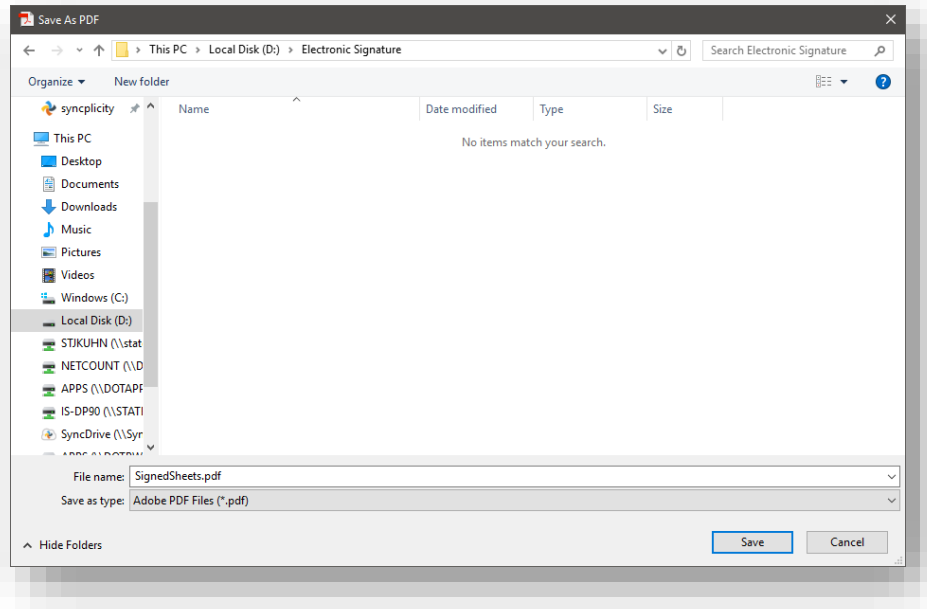 Save As PDF
This PC > Local Disk (D:) > Electronic Signature
Search Electronic Signature
Organize
New folder
Name
Date modified
Type
Size
No items match your search.
syncplicity
This PC
Desktop
Documents
Downloads
Music
Pictures
Videos
Windows (C:)
Local Disk (D:)
STJKUHN (\\stat
NETCOUNT (\\D
APPS (\\DOTAPF
IS-DP90 (\\STATI
SyncDrive (\\Syr
File name: SignedSheets.pdf
Save as type: Adobe PDF Files (*.pdf)
Hide Folders
Save
Cancel